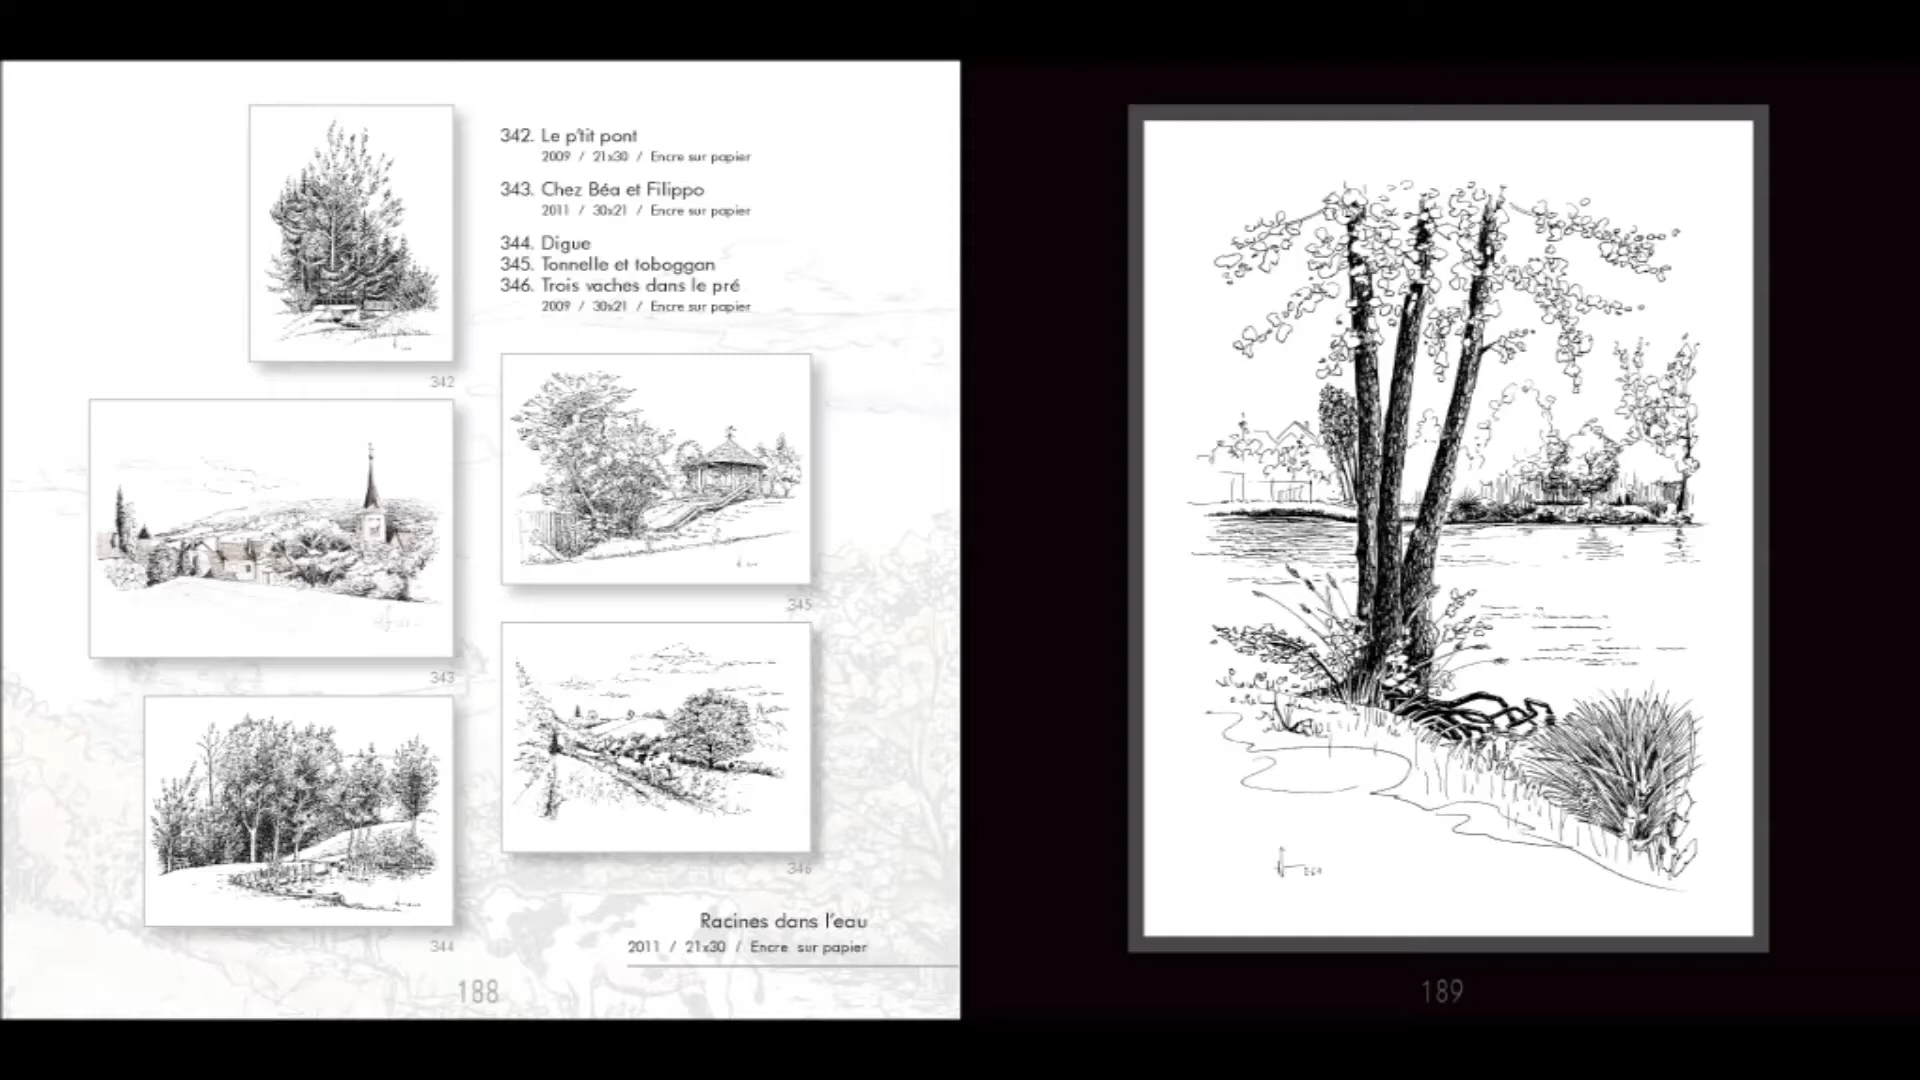 342. Le p'tit pont
2009 / 21x30 / Encre sur papier
343. Chez Béa et Filippo
2011 / 30x21 / Encre sur papier
344. Digue
345. Tonnelle et toboggan
346. Trois vaches dans le pré
2009 / 30x21 / Encre sur papier
342
343
344
345
346
Racines dans l'eau
2011 / 21x30 / Encre sur papier
188
189